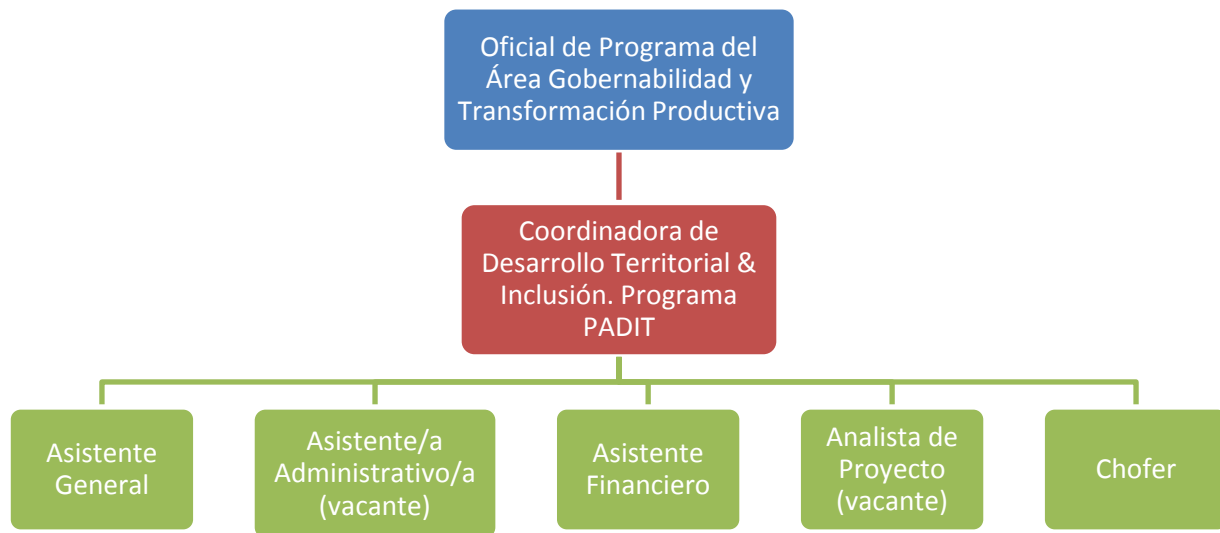 Oficial de Programa del
Área Gobernabilidad y
Transformación Productiva
Coordinadora de
Desarrollo Territorial &
Inclusión. Programa
PADIT
Asistente
General
Asistente/a
Administrativo/a
(vacante)
Asistente
Financiero
Analista de
Proyecto
(vacante)
Chofer